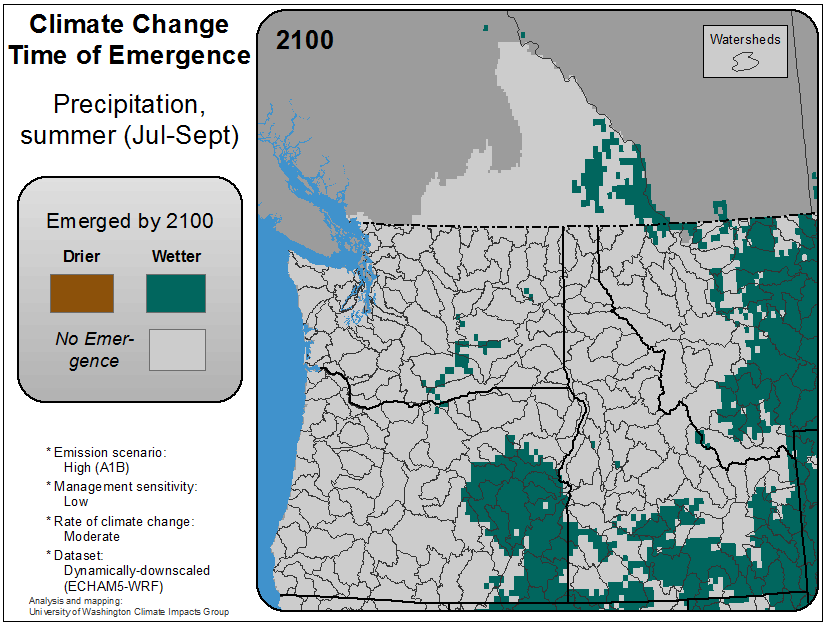 Climate Change
Time of Emergence
Precipitation,
summer (Jul-Sept)
Emerged by 2100
Drier Wetter
No Emer-
gence
* Emission scenario:
High (A1B)
* Management sensitivity:
Low
* Rate of climate change:
Moderate
* Dataset:
Dynamically-downscaled
(ECHAM5-WRF)
Analysis and mapping:
University of Washington Climate Impacts Group
2100
Watersheds